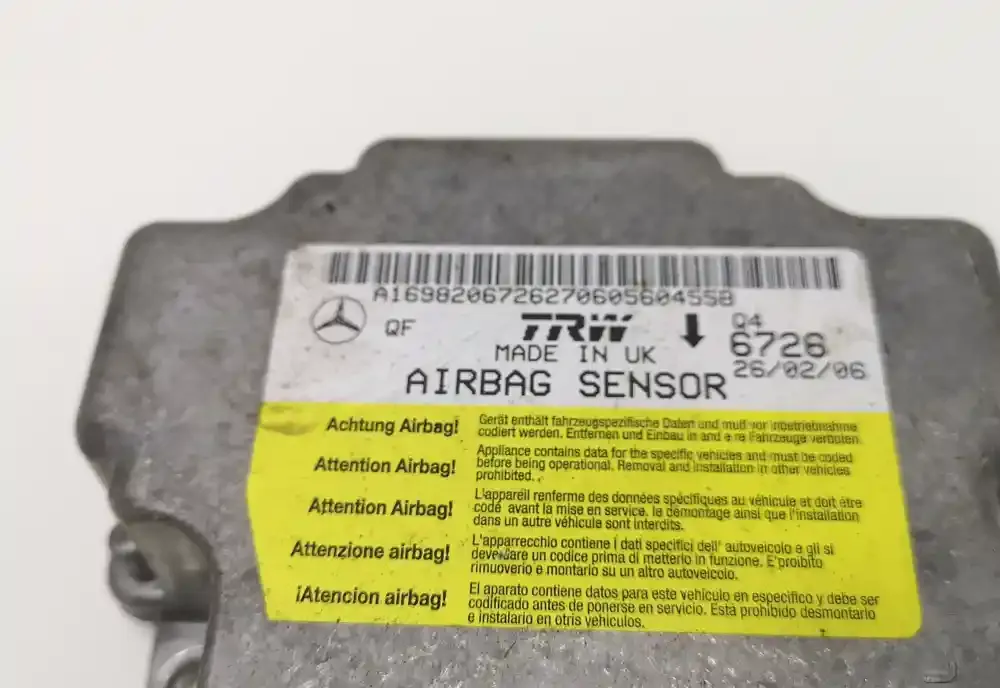 A1698206726270605604558
QF
TRW
Q4
6726
MADE IN UK
26/02/06
AIRBAG SENSOR
Achtung Airbag!
Gerät enthält fahrzeugspezifische Daten und muß vor Inbetriebnahme
codiert werden. Entfernen und Einbau in andere Fahrzeuge verboten.
Attention Airbag!
Appliance contains data for the specific vehicles and must be coded
before being operational. Removal and installation in other vehicles
prohibited.
Attention Airbag!
L'appareil renferme des données spécifiques au véhicule et doit être
codé avant la mise en service. le démontage ainsi que l'installation
dans un autre véhicule sont interdits.
Attenzione airbag!
L'apparrecchio contiene i dati specifici dell' autoveicolo e gli si
deve dare un codice prima di metterlo in funzione. E'proibito
rimuoverlo e montarlo su un altro autoveicolo.
¡Atencion airbag!
El aparato contiene datos para este vehículo en específico y debe ser
codificado antes de ponerse en servicio. Está prohibido desmontarlo
e instalarlo en otris vehículos.